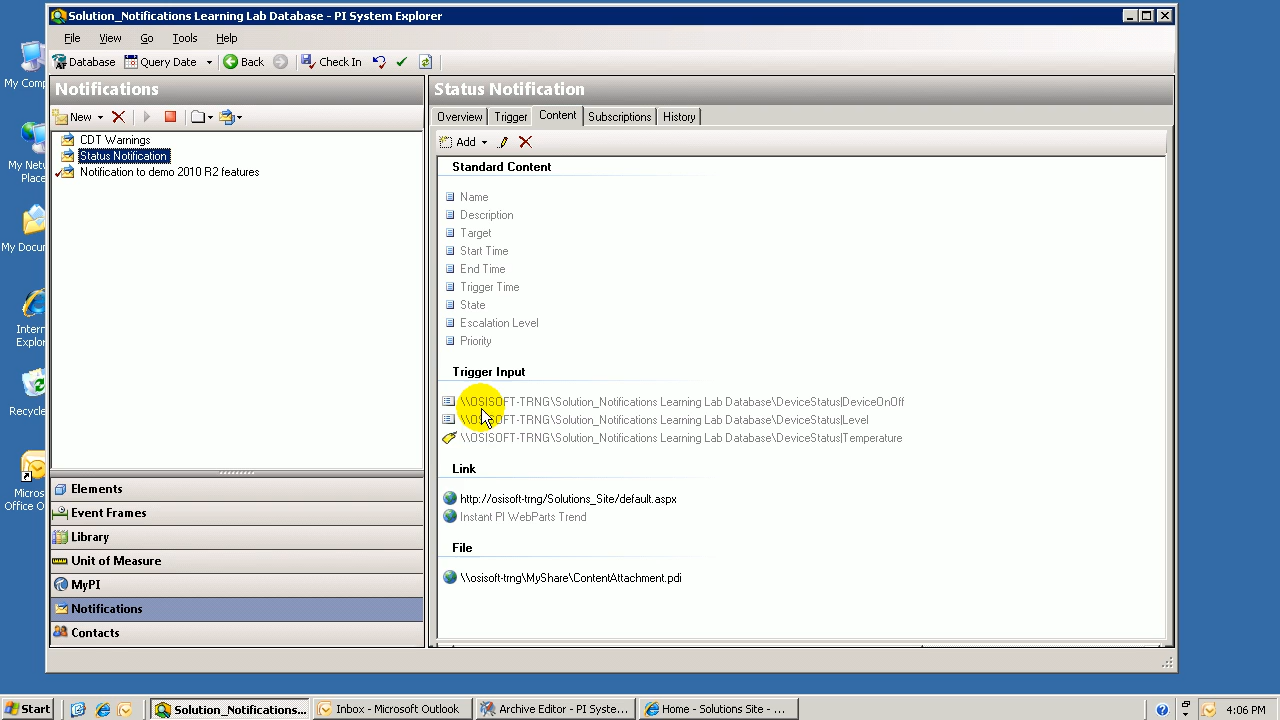 Solution_Notifications Learning Lab Database - PI System Explorer
File View Go Tools Help
Database Query Date Back Check In
Notifications
New
CDT Warnings
Status Notification
Notification to demo 2010 R2 features
Elements
Event Frames
Library
Unit of Measure
MyPI
Notifications
Contacts
Status Notification
Overview Trigger Content Subscriptions History
Add
Standard Content
Name
Description
Target
Start Time
End Time
Trigger Time
State
Escalation Level
Priority
Trigger Input
\\OSISOFT-TRNG\Solution_Notifications Learning Lab Database\DeviceStatus|DeviceOnOff
\\OSISOFT-TRNG\Solution_Notifications Learning Lab Database\DeviceStatus|Level
\\OSISOFT-TRNG\Solution_Notifications Learning Lab Database\DeviceStatus|Temperature
Link
http://osisoft-trng/Solutions_Site/default.aspx
Instant PI WebParts Trend
File
\\osisoft-trng\MyShare\ContentAttachment.pdi
My Comp
My Net
Place
My Docum
Intern
Explor
Recycle
Micros
Office O
Start
Solution_Notifications...
Inbox - Microsoft Outlook
Archive Editor - PI Syste...
Home - Solutions Site - ...
4:06 PM